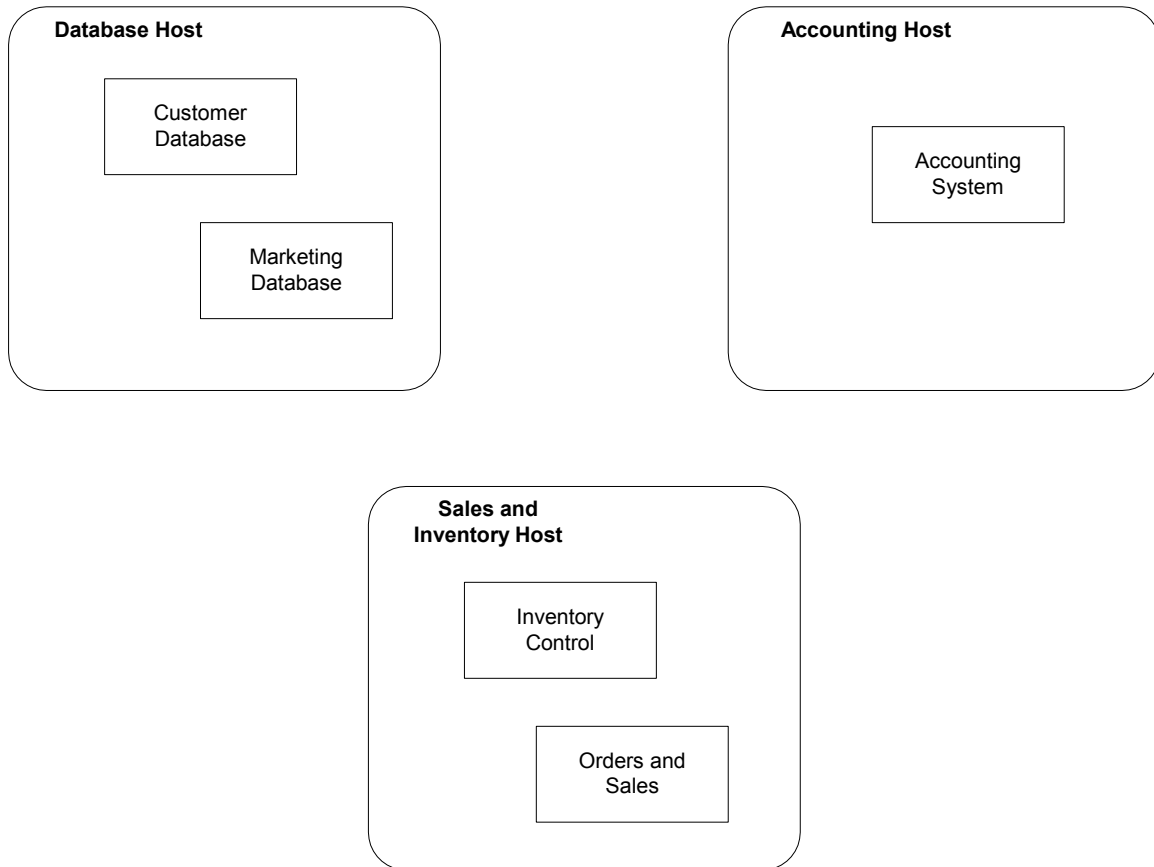 Database Host
Customer
Database
Marketing
Database
Accounting Host
Accounting
System
Sales and
Inventory Host
Inventory
Control
Orders and
Sales